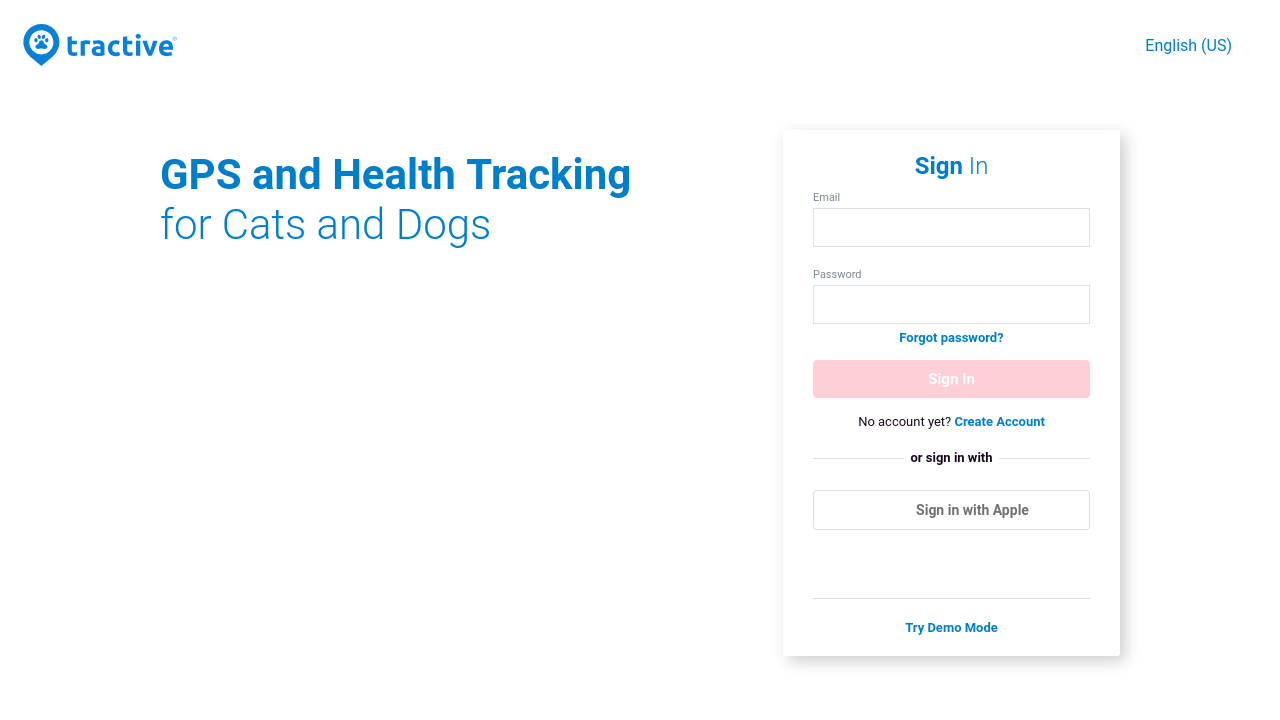 tractive
English (US)
GPS and Health Tracking
for Cats and Dogs
Sign In
Email
Password
Forgot password?
Sign In
No account yet? Create Account
or sign in with
Sign in with Apple
Try Demo Mode